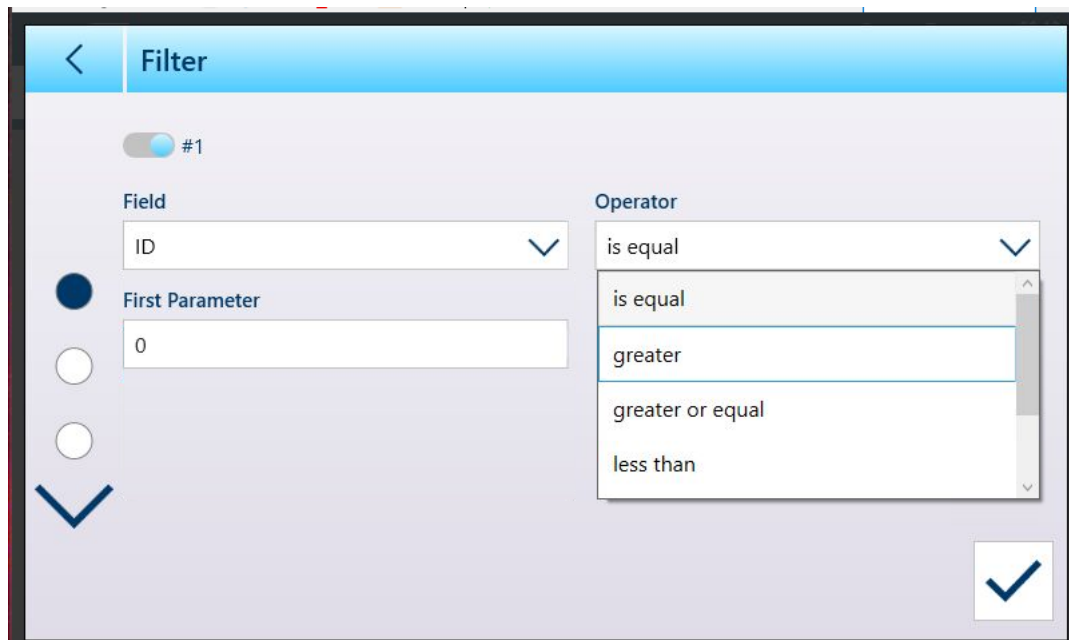 Filter
#1
Field
Operator
ID
is equal
First Parameter
0
is equal
greater
greater or equal
less than